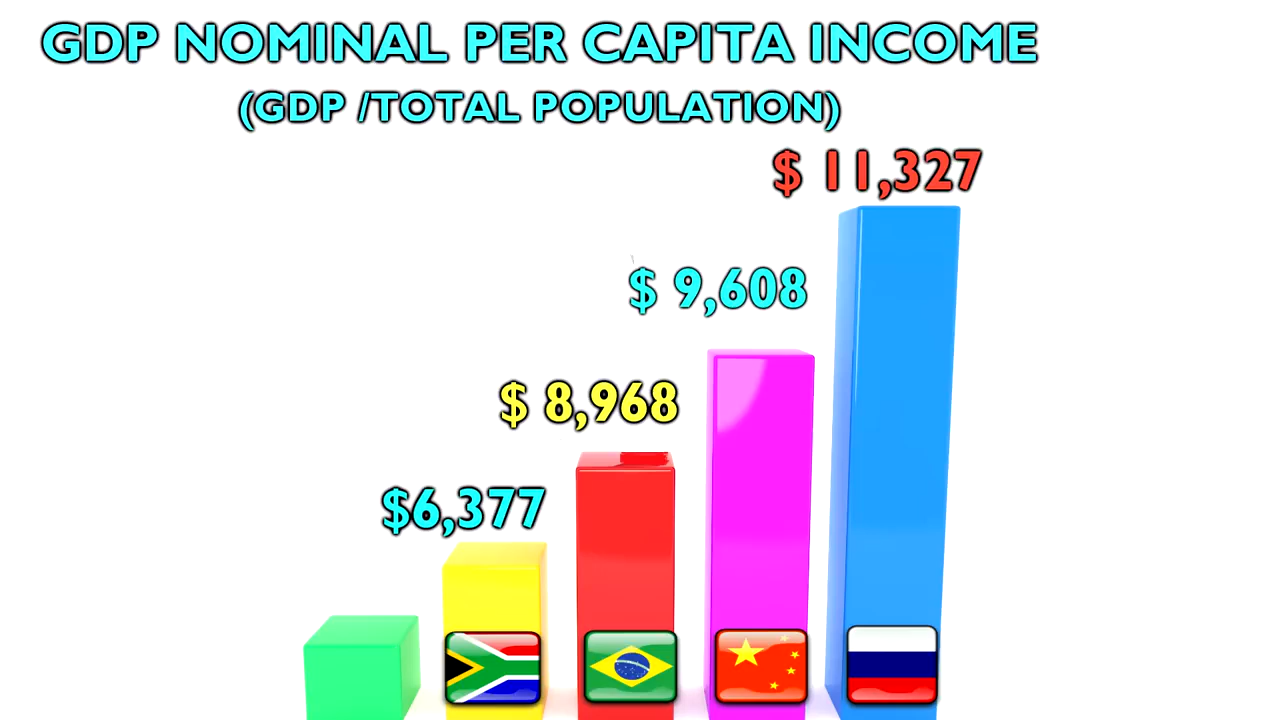 GDP NOMINAL PER CAPITA INCOME
(GDP /TOTAL POPULATION)
$ 11,327
$ 9,608
$ 8,968
$6,377